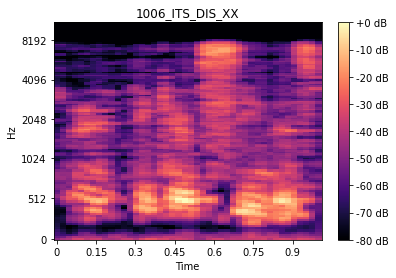 1006_ITS_DIS_XX
+0 dB
8192
-10 dB
4096
-20 dB
-30 dB
2048
-40 dB
Hz
1024
-50 dB
512
-60 dB
-70 dB
0
-80 dB
0 0.15 0.3 0.45 0.6 0.75 0.9
Time